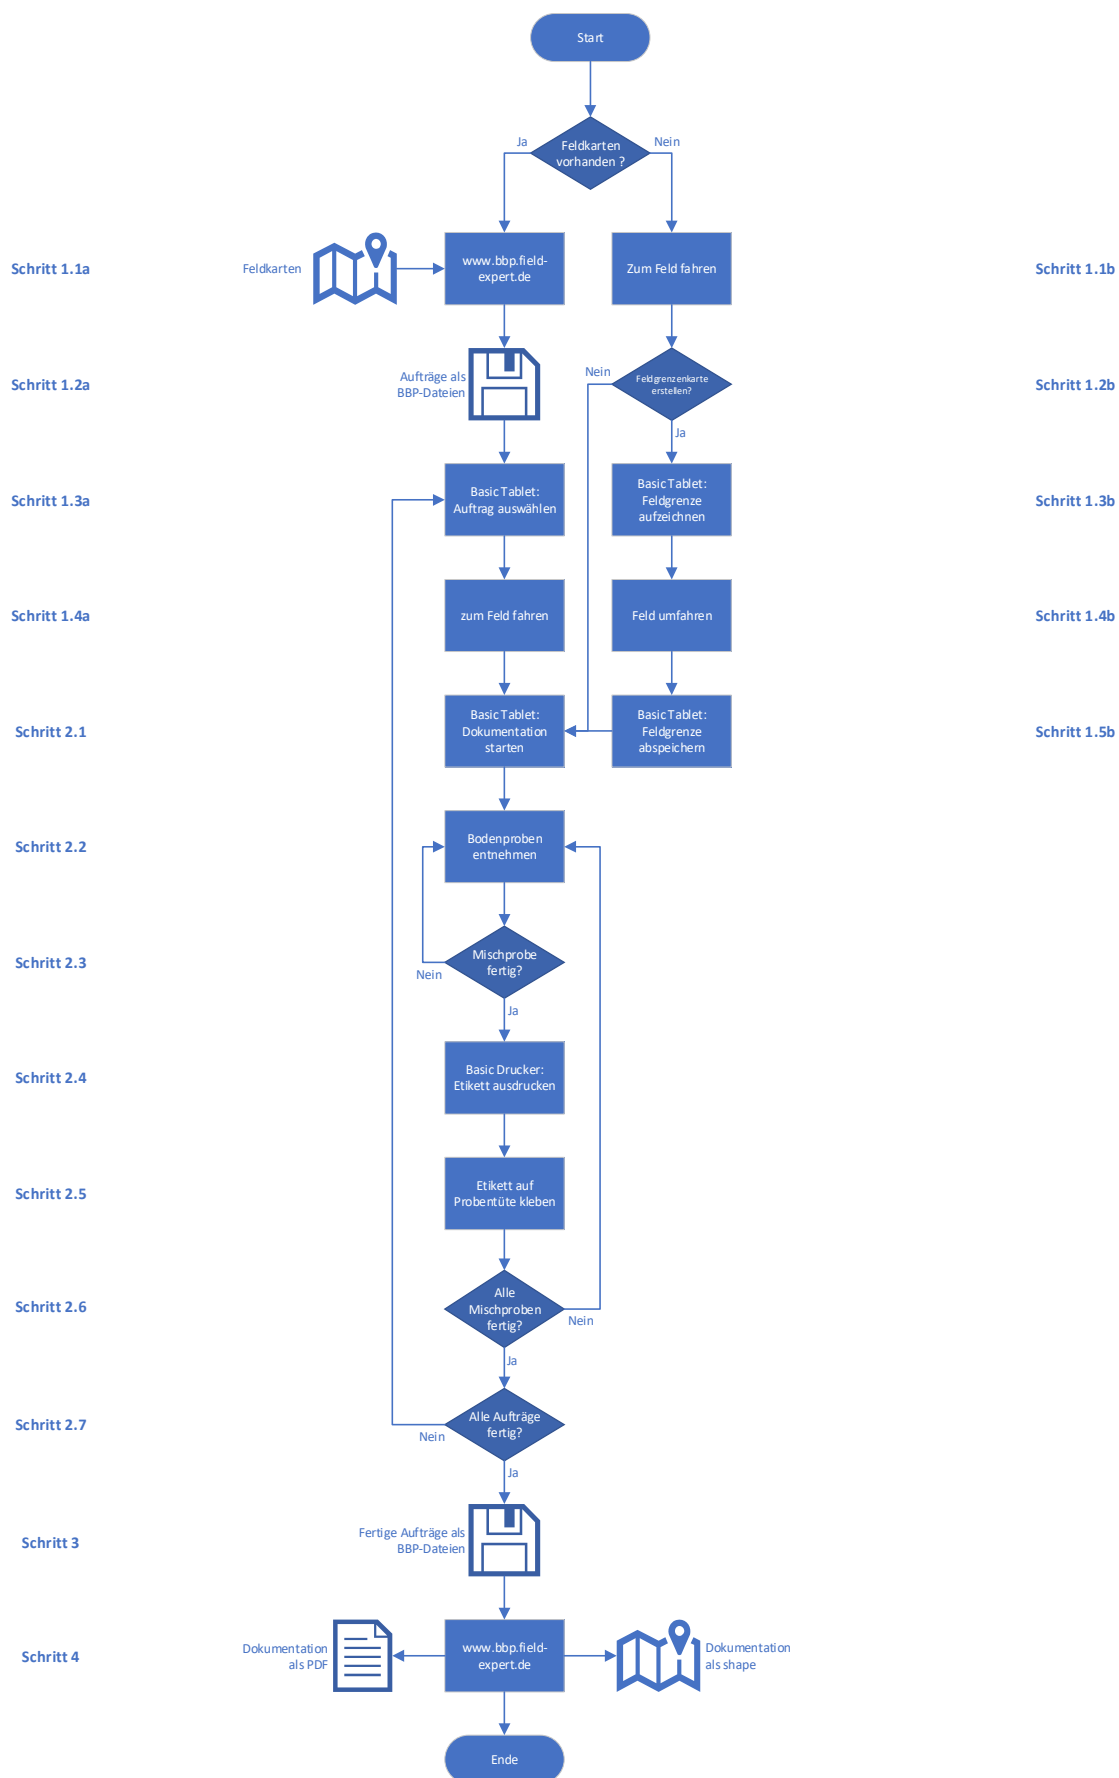 Start
Feldkarten
vorhanden ?
Ja
Nein
Schritt 1.1a
Feldkarten
www.bbp.field-
expert.de
Zum Feld fahren
Schritt 1.1b
Schritt 1.2a
Aufträge als
BBP-Dateien
Nein
Feldgrenzenkarte
erstellen?
Ja
Schritt 1.2b
Schritt 1.3a
Basic Tablet:
Auftrag auswählen
Basic Tablet:
Feldgrenze
aufzeichnen
Schritt 1.3b
Schritt 1.4a
zum Feld fahren
Feld umfahren
Schritt 1.4b
Schritt 2.1
Basic Tablet:
Dokumentation
starten
Basic Tablet:
Feldgrenze
abspeichern
Schritt 1.5b
Schritt 2.2
Bodenproben
entnehmen
Schritt 2.3
Mischprobe
fertig?
Nein
Ja
Schritt 2.4
Basic Drucker:
Etikett ausdrucken
Schritt 2.5
Etikett auf
Probentüte kleben
Schritt 2.6
Alle
Mischproben
fertig?
Nein
Ja
Schritt 2.7
Alle Aufträge
fertig?
Nein
Ja
Schritt 3
Fertige Aufträge als
BBP-Dateien
Schritt 4
Dokumentation
als PDF
www.bbp.field-
expert.de
Dokumentation
als shape
Ende